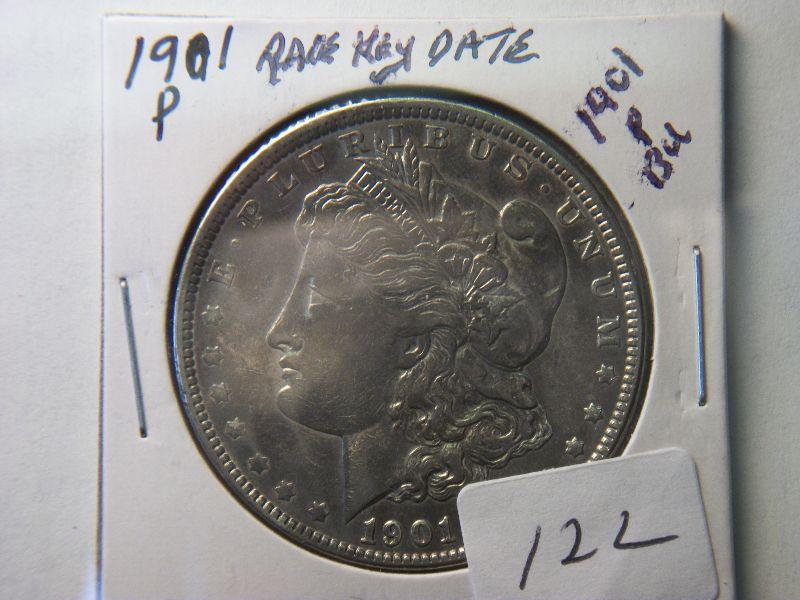 1901 RARE KEY DATE
P
1901
P
BU
E · PLURIBUS · UNUM
LIBERTY
1901
122